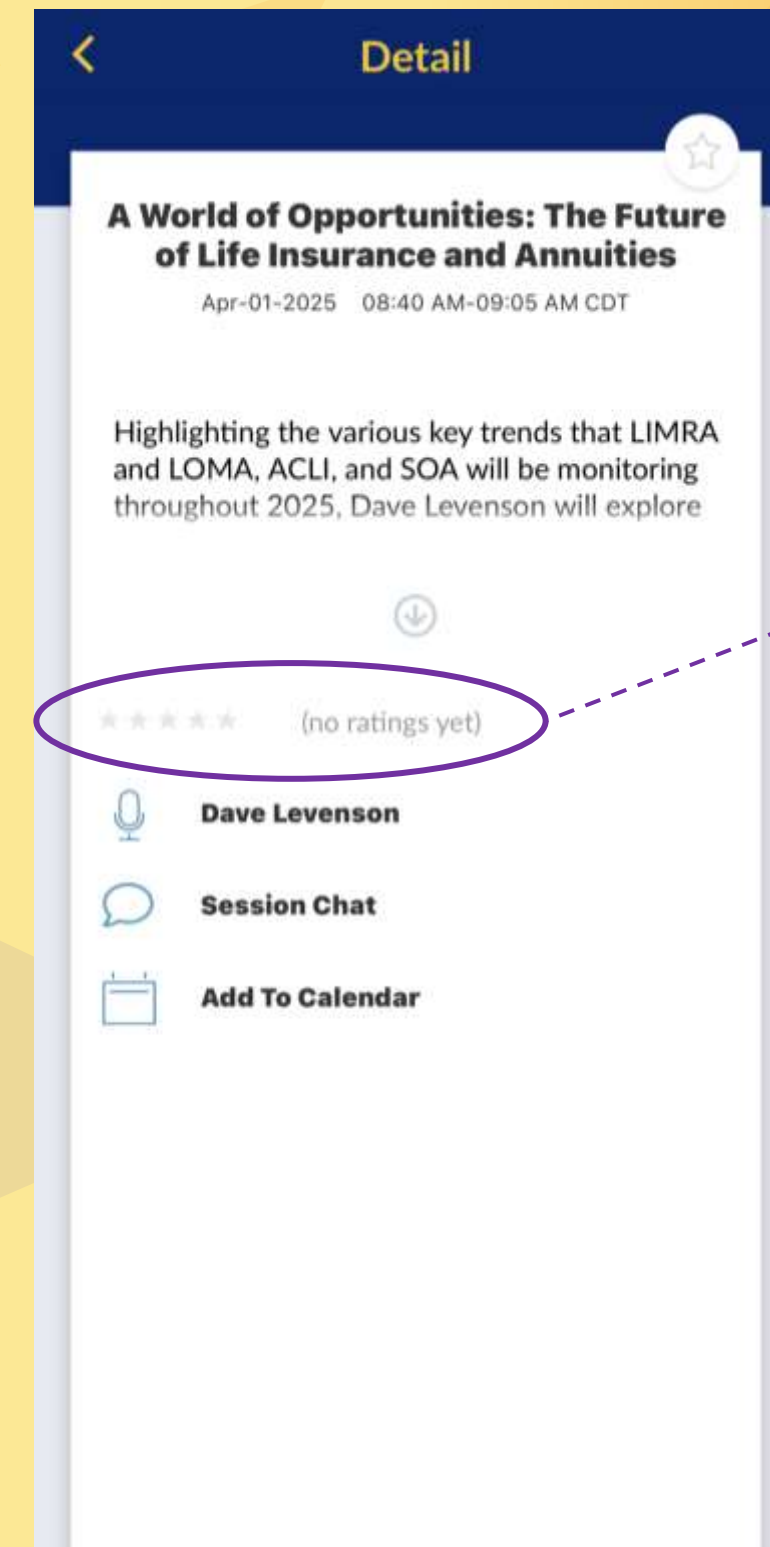 Detail
A World of Opportunities: The Future
of Life Insurance and Annuities
Apr-01-2025 08:40 AM-09:05 AM CDT
Highlighting the various key trends that LIMRA
and LOMA, ACLI, and SOA will be monitoring
throughout 2025, Dave Levenson will explore
(no ratings yet)
Dave Levenson
Session Chat
Add To Calendar